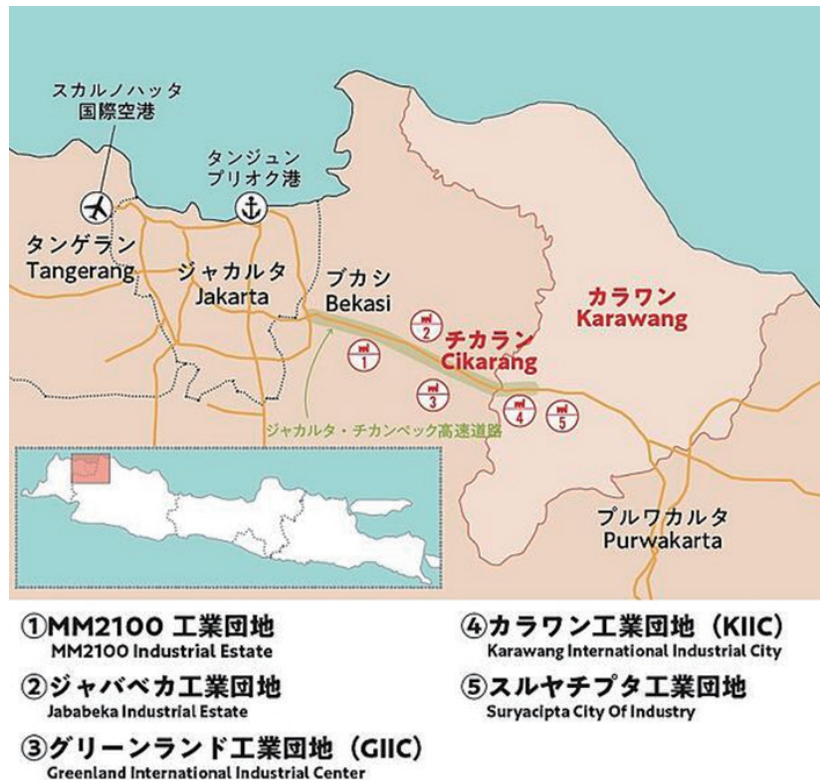 スカルノハッタ
国際空港
タンジュン
プリオク港
タンゲラン
Tangerang
ジャカルタ
Jakarta
ブカシ
Bekasi
カラワン
Karawang
チカラン
Cikarang
1
2
3
4
5
ジャカルタ・チカンペック高速道路
プルワカルタ
Purwakarta
①MM2100 工業団地
MM2100 Industrial Estate
②ジャバベカ工業団地
Jababeka Industrial Estate
③グリーンランド工業団地（GIIC）
Greenland International Industrial Center
④カラワン工業団地（KIIC）
Karawang International Industrial City
⑤スルヤチプタ工業団地
Suryacipta City Of Industry